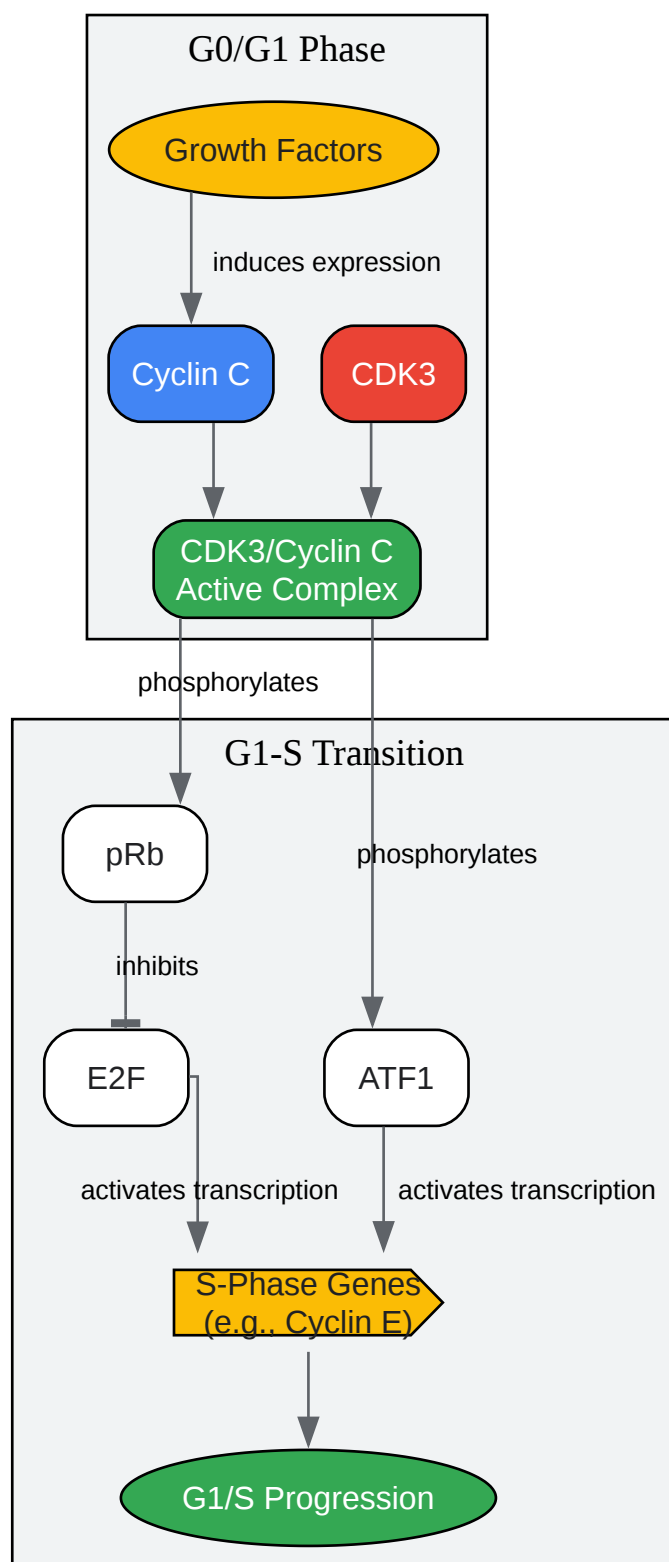 G0/G1 Phase
Growth Factors
induces expression
Cyclin C
CDK3
CDK3/Cyclin C
Active Complex
phosphorylates
G1-S Transition
pRb
phosphorylates
inhibits
E2F
ATF1
activates transcription
activates transcription
S-Phase Genes
(e.g., Cyclin E)
G1/S Progression